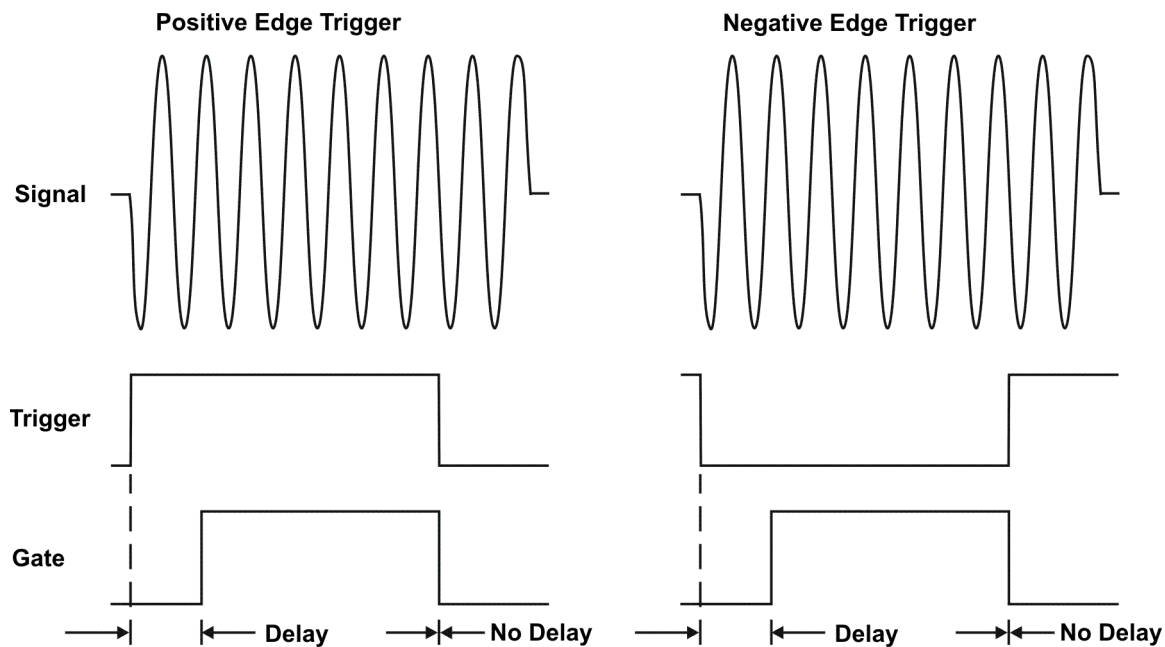 Positive Edge Trigger
Negative Edge Trigger
Signal
Trigger
Gate
Delay
No Delay
Delay
No Delay